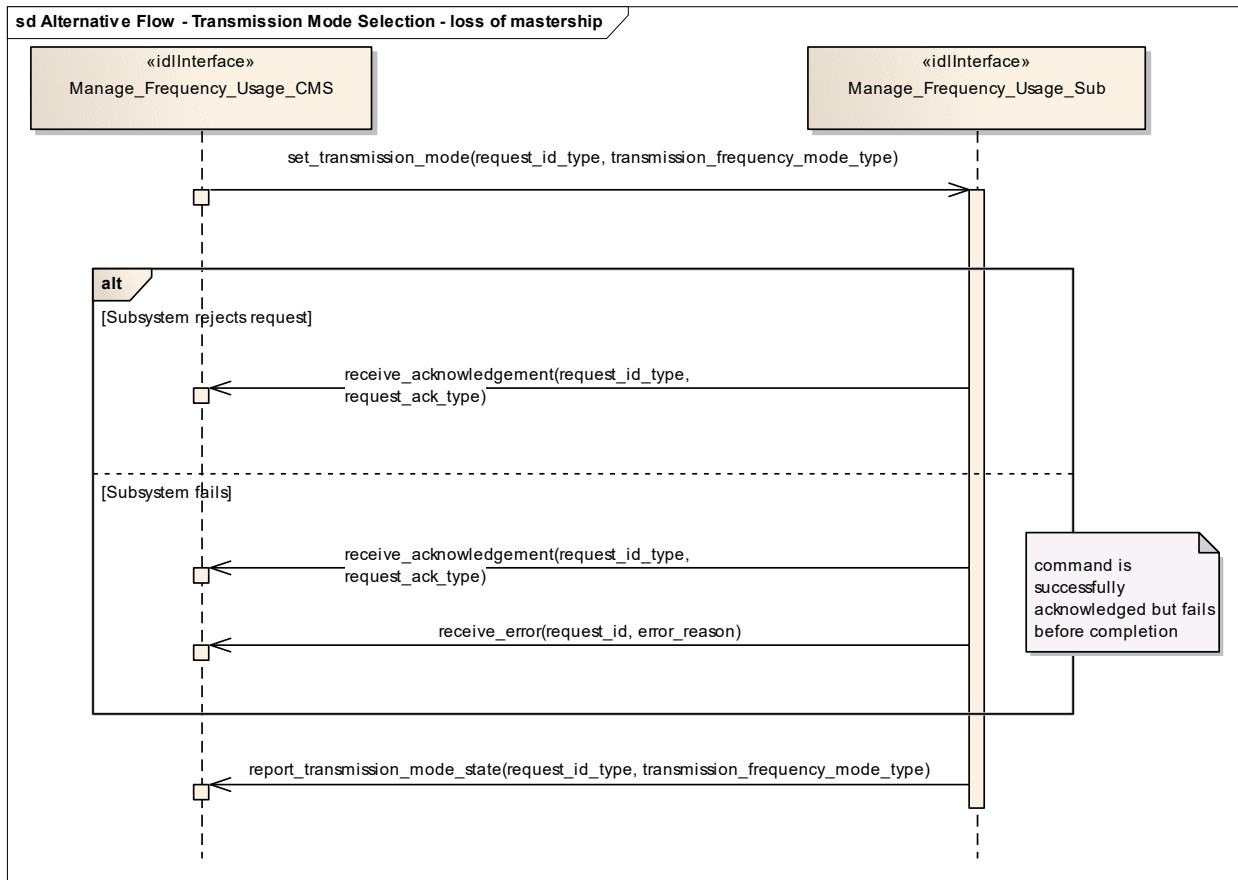 sd Alternative Flow - Transmission Mode Selection - loss of mastership
«idlInterface»
Manage_Frequency_Usage_CMS
«idlInterface»
Manage_Frequency_Usage_Sub
set_transmission_mode(request_id_type, transmission_frequency_mode_type)
alt
[Subsystem rejects request]
receive_acknowledgement(request_id_type,
request_ack_type)
[Subsystem fails]
receive_acknowledgement(request_id_type,
request_ack_type)
command is
successfully
acknowledged but fails
before completion
receive_error(request_id, error_reason)
report_transmission_mode_state(request_id_type, transmission_frequency_mode_type)